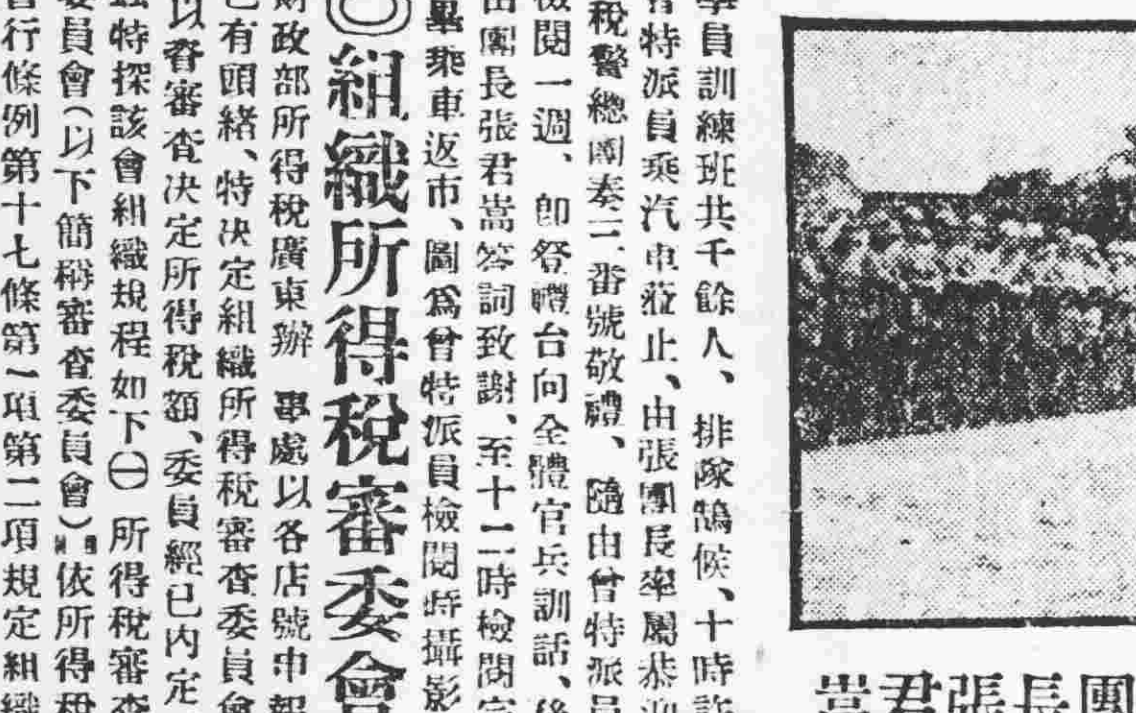 學員訓練班共千餘人、排隊鵠候、十時許
特派員乘汽車蒞止、由張團長率屬恭迎
稅警總團奏三番號敬禮、隨由曾特派員
檢閱一週、卽登禮台向全體官兵訓話、後
由團長張君嵩答詞致謝、至十二時檢閱完
畢乘車返市、圖爲曾特派員檢閱時攝影
◎組織所得稅審委會
財政部所得稅廣東辦事處以各店號申報
已有頭緒、特決定組織所得稅審查委員會
以資審查决定所得稅額、委員經已內定
特探該會組織規程如下㊀所得稅審查
委員會(以下簡稱審查委員會)依所得稅
行條例第十七條第一項第二項規定組織
團長張君嵩